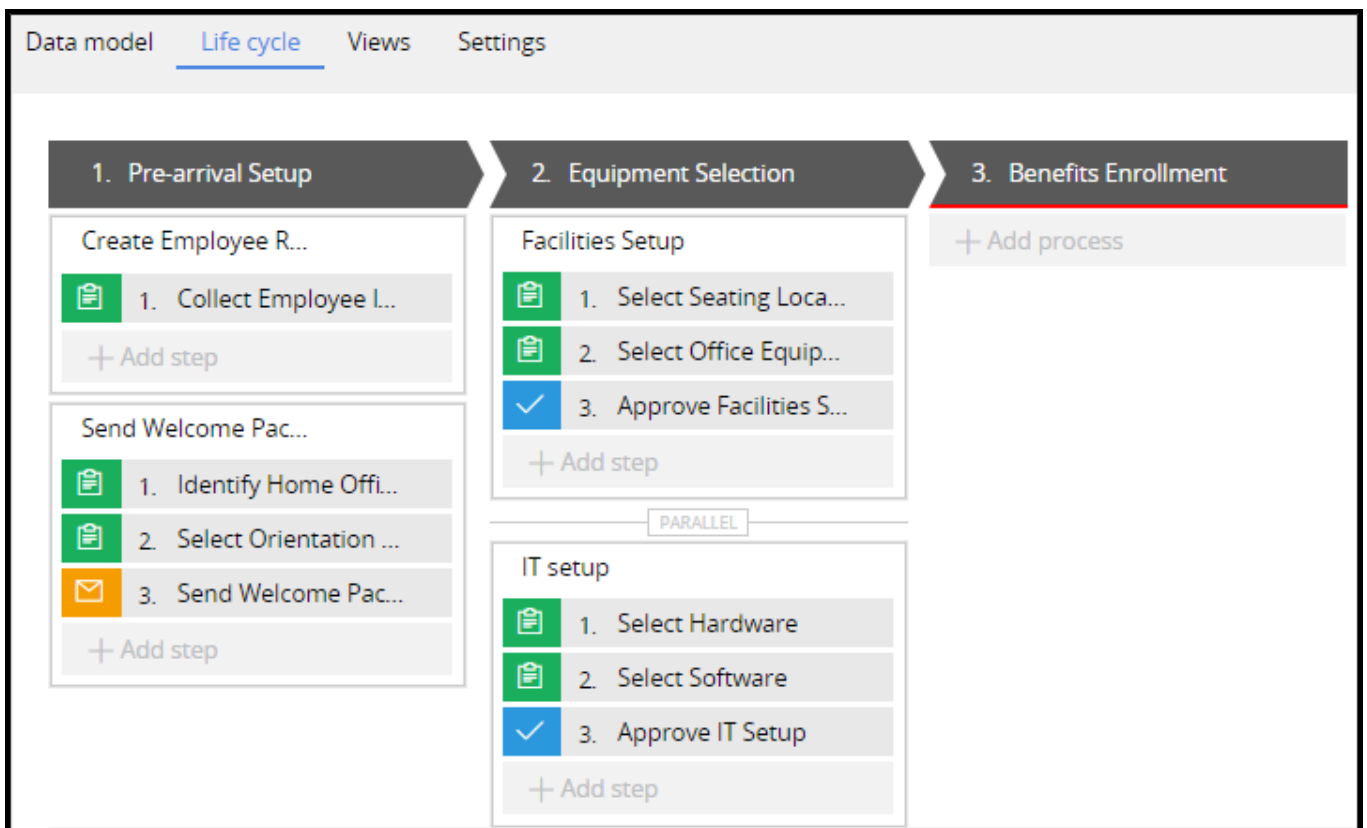 Data model Life cycle Views Settings
1. Pre-arrival Setup
Create Employee R...
1. Collect Employee I...
+ Add step
Send Welcome Pac...
1. Identify Home Offi...
2. Select Orientation ...
3. Send Welcome Pac...
+ Add step
2. Equipment Selection
Facilities Setup
1. Select Seating Loca...
2. Select Office Equip...
3. Approve Facilities S...
+ Add step
PARALLEL
IT setup
1. Select Hardware
2. Select Software
3. Approve IT Setup
+ Add step
3. Benefits Enrollment
+ Add process